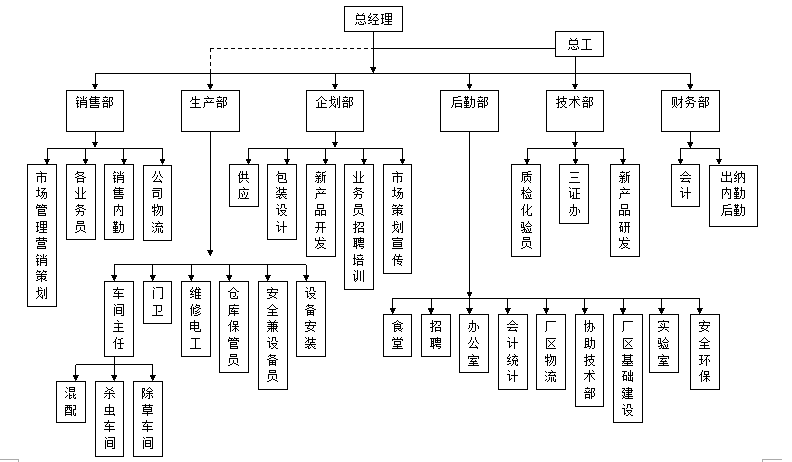 总经理
总工
销售部
生产部
企划部
后勤部
技术部
财务部
市场管理营销策划
各业务员
销售内勤
公司物流
供应
包装设计
新产品开发
业务员招聘培训
市场策划宣传
质检化验员
三证办
新产品研发
会计
出纳
内勤
后勤
车间主任
门卫
维修电工
仓库保管员
安全兼设备员
设备安装
食堂
招聘
办公室
会计统计
厂区物流
协助技术部
厂区基础建设
实验室
安全环保
混配
杀虫车间
除草车间